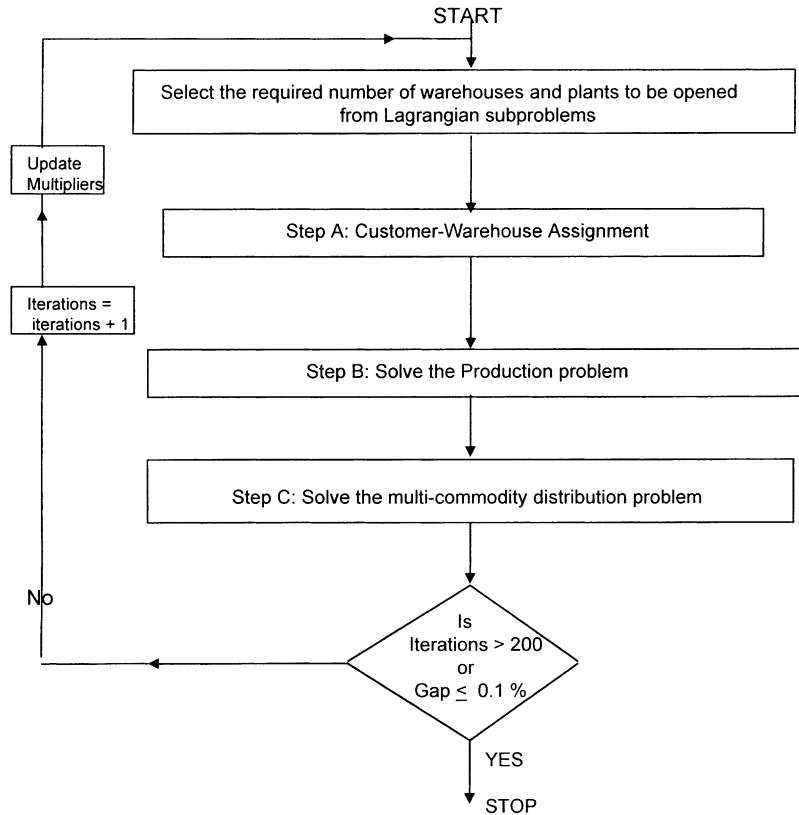 START
Select the required number of warehouses and plants to be opened
from Lagrangian subproblems
Update
Multipliers
Step A: Customer-Warehouse Assignment
Iterations =
iterations + 1
Step B: Solve the Production problem
Step C: Solve the multi-commodity distribution problem
No
Is
Iterations > 200
or
Gap ≤ 0.1 %
YES
STOP